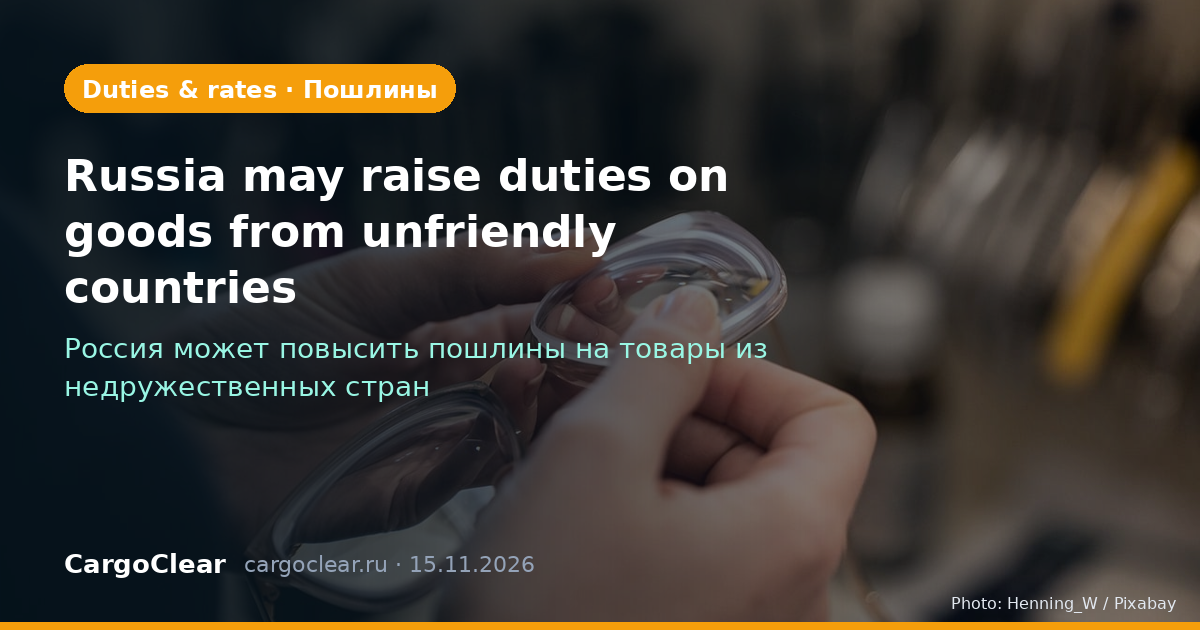 Duties & rates · Пошлины
Russia may raise duties on
goods from unfriendly
countries
Россия может повысить пошлины на товары из
недружественных стран
CargoClear cargoclear.ru · 15.11.2026
Photo: Henning_W / Pixabay